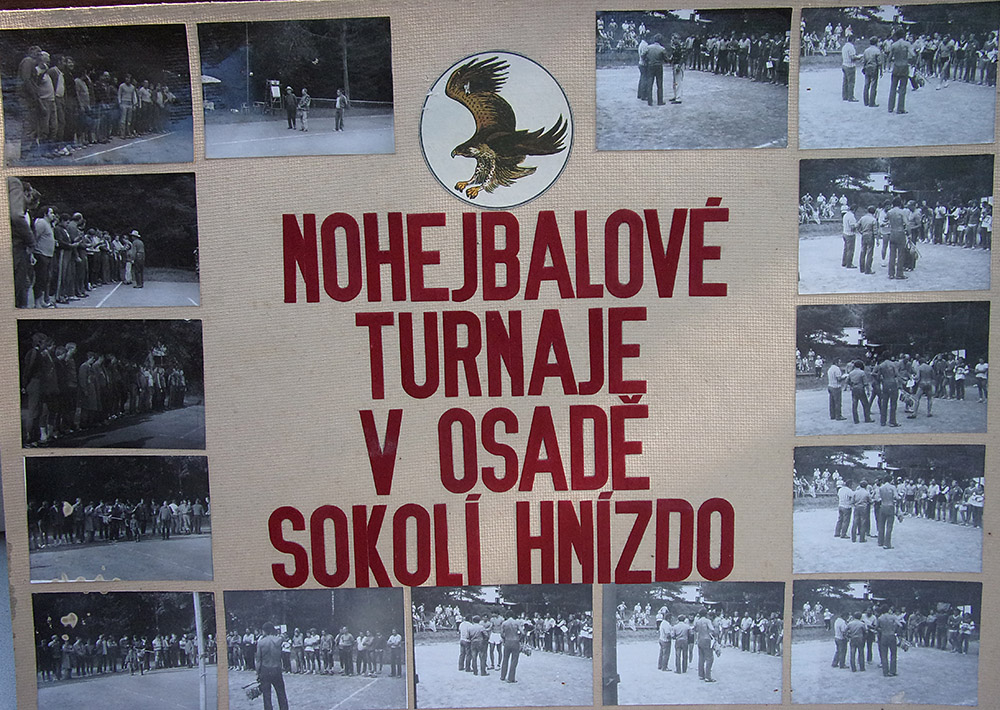 NOHEJBALOVÉ
TURNAJE
V OSADĚ
SOKOLÍ HNÍZDO